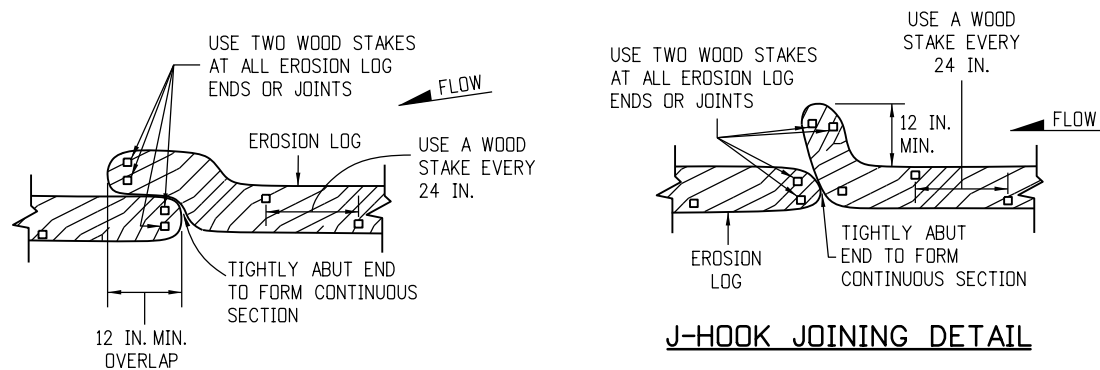 USE TWO WOOD STAKES
AT ALL EROSION LOG
ENDS OR JOINTS
FLOW
EROSION LOG
USE A WOOD
STAKE EVERY
24 IN.
TIGHTLY ABUT END
TO FORM CONTINUOUS
SECTION
12 IN. MIN.
OVERLAP
USE A WOOD
STAKE EVERY
24 IN.
USE TWO WOOD STAKES
AT ALL EROSION LOG
ENDS OR JOINTS
12 IN.
MIN.
FLOW
EROSION
LOG
TIGHTLY ABUT
END TO FORM
CONTINUOUS SECTION
J-HOOK JOINING DETAIL